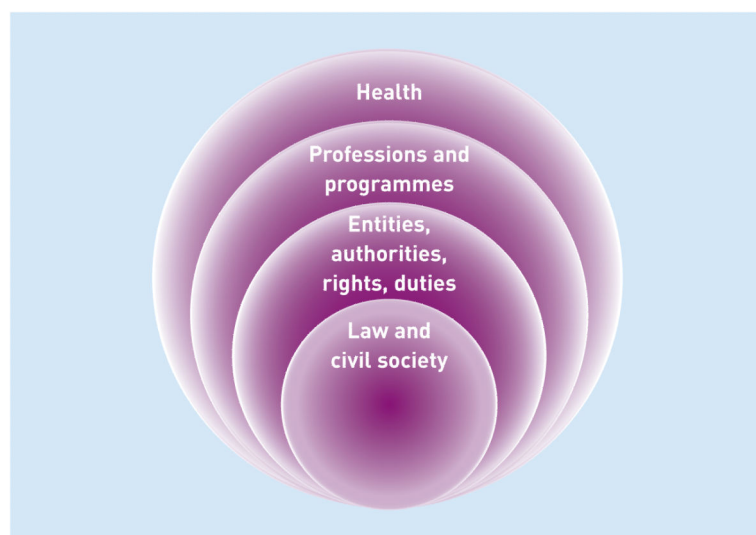 Health
Professions and
programmes
Entities,
authorities,
rights, duties
Law and
civil society